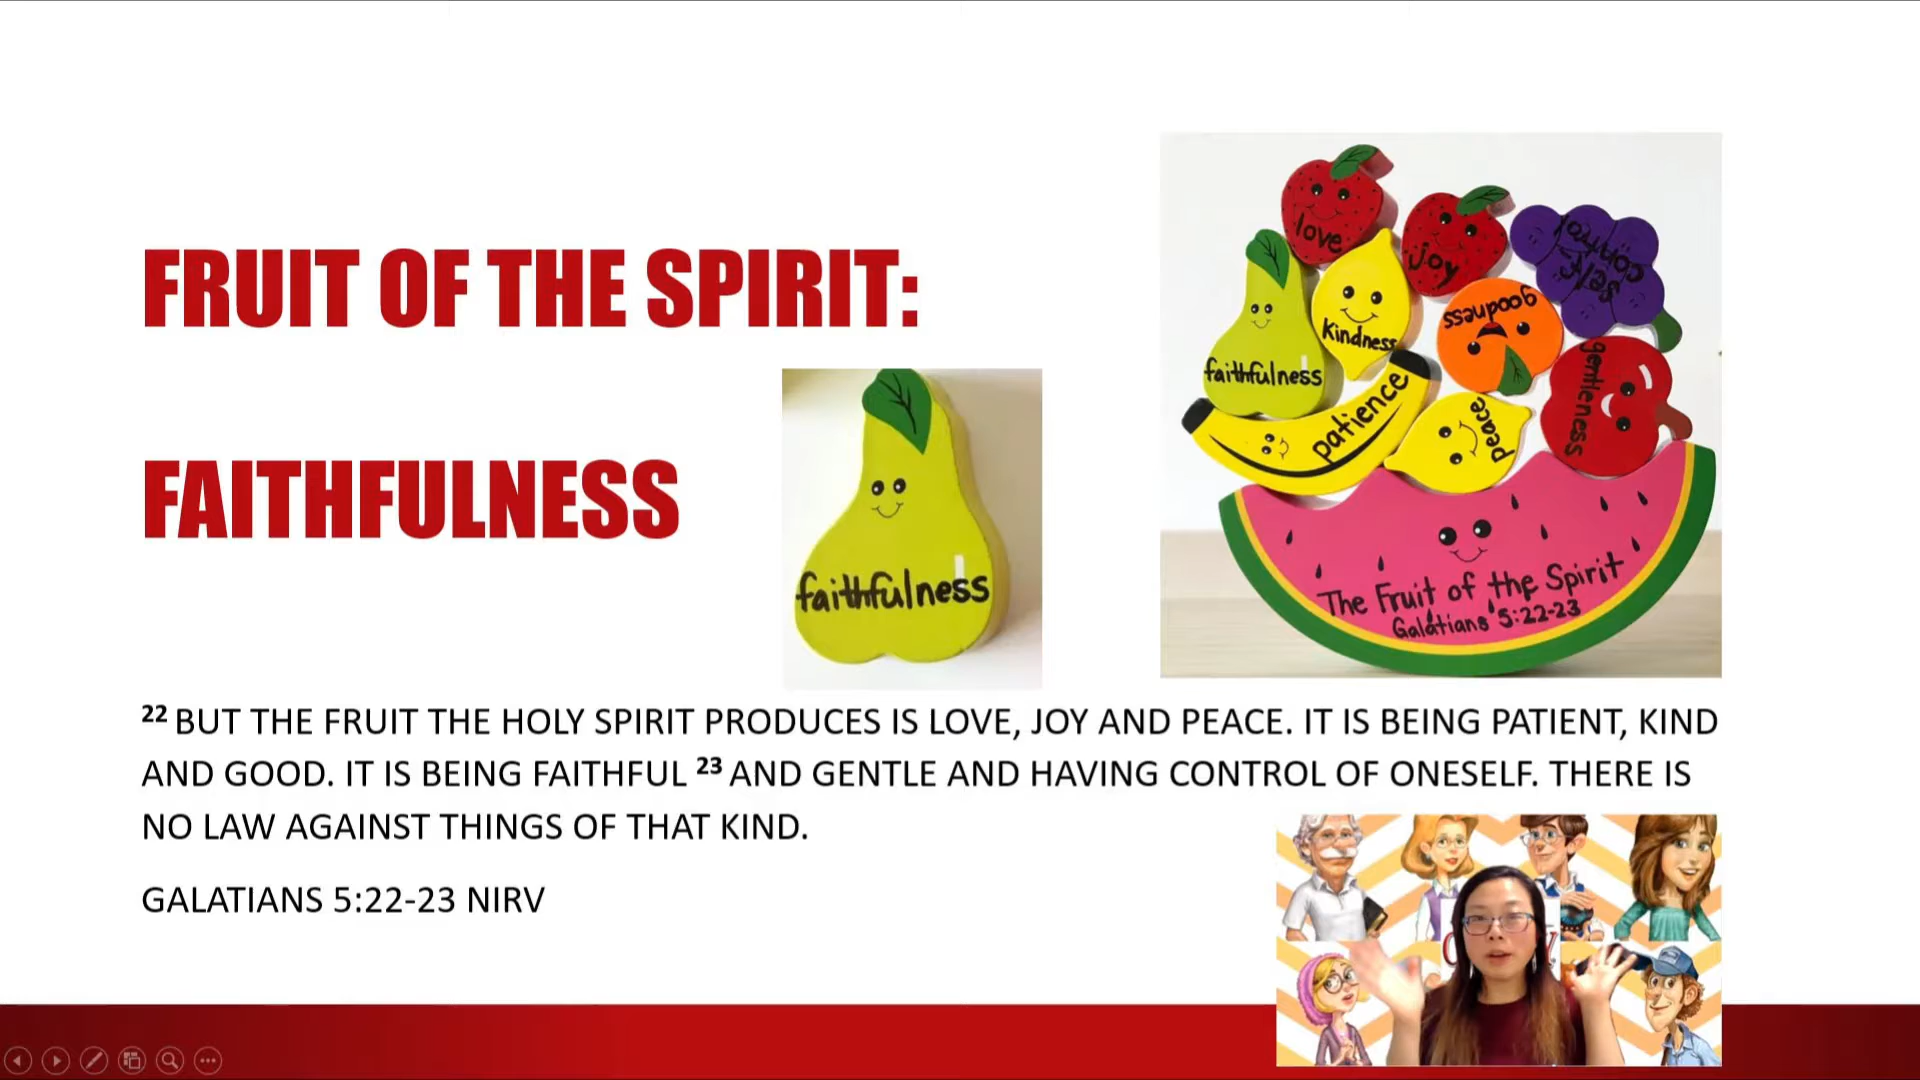 FRUIT OF THE SPIRIT:
FAITHFULNESS
faithfulness
love
joy
self-
control
kindness
goodness
faithfulness
patience
peace
gentleness
The Fruit of the Spirit
Galatians 5:22-23
22 BUT THE FRUIT THE HOLY SPIRIT PRODUCES IS LOVE, JOY AND PEACE. IT IS BEING PATIENT, KIND
AND GOOD. IT IS BEING FAITHFUL 23 AND GENTLE AND HAVING CONTROL OF ONESELF. THERE IS
NO LAW AGAINST THINGS OF THAT KIND.
GALATIANS 5:22-23 NIRV